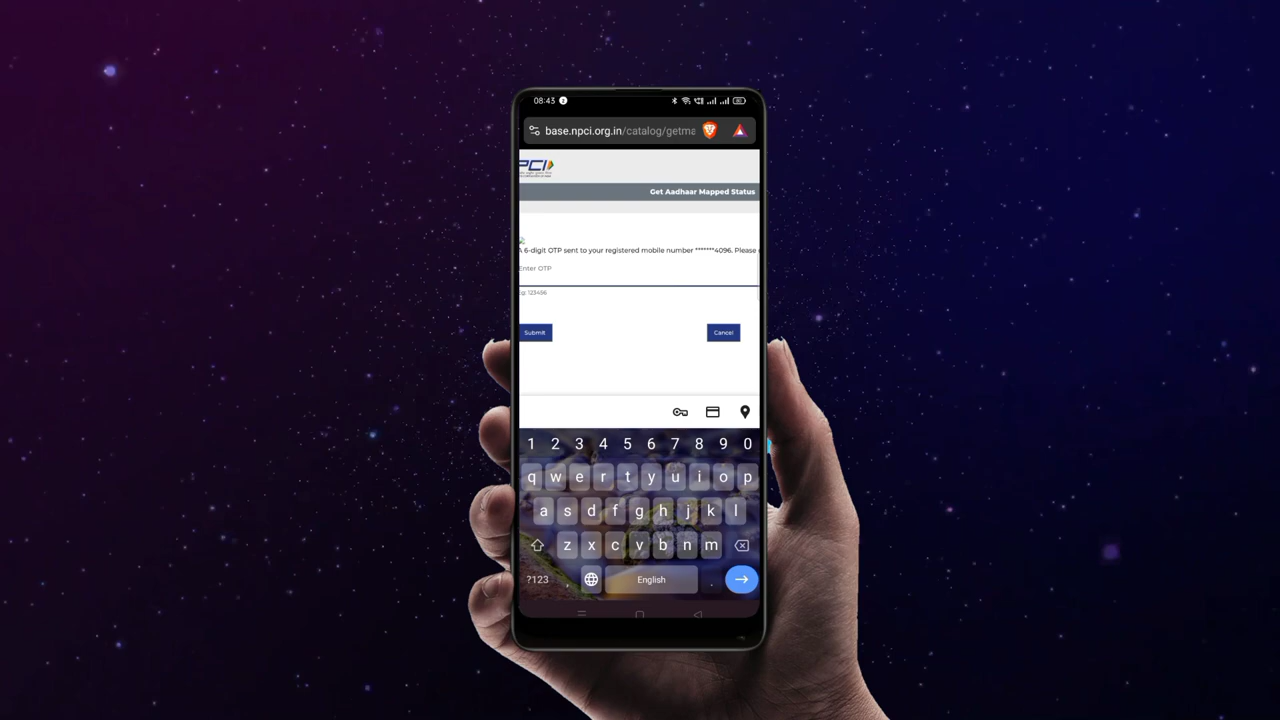 08:43
base.npci.org.in/catalog/getma
PCI
Get Aadhaar Mapped Status
A 6-digit OTP sent to your registered mobile number *******4096. Please
Enter OTP
Eg: 123456
Submit
Cancel
1 2 3 4 5 6 7 8 9 0
q w e r t y u i o p
a s d f g h j k l
z x c v b n m
?123 , English .